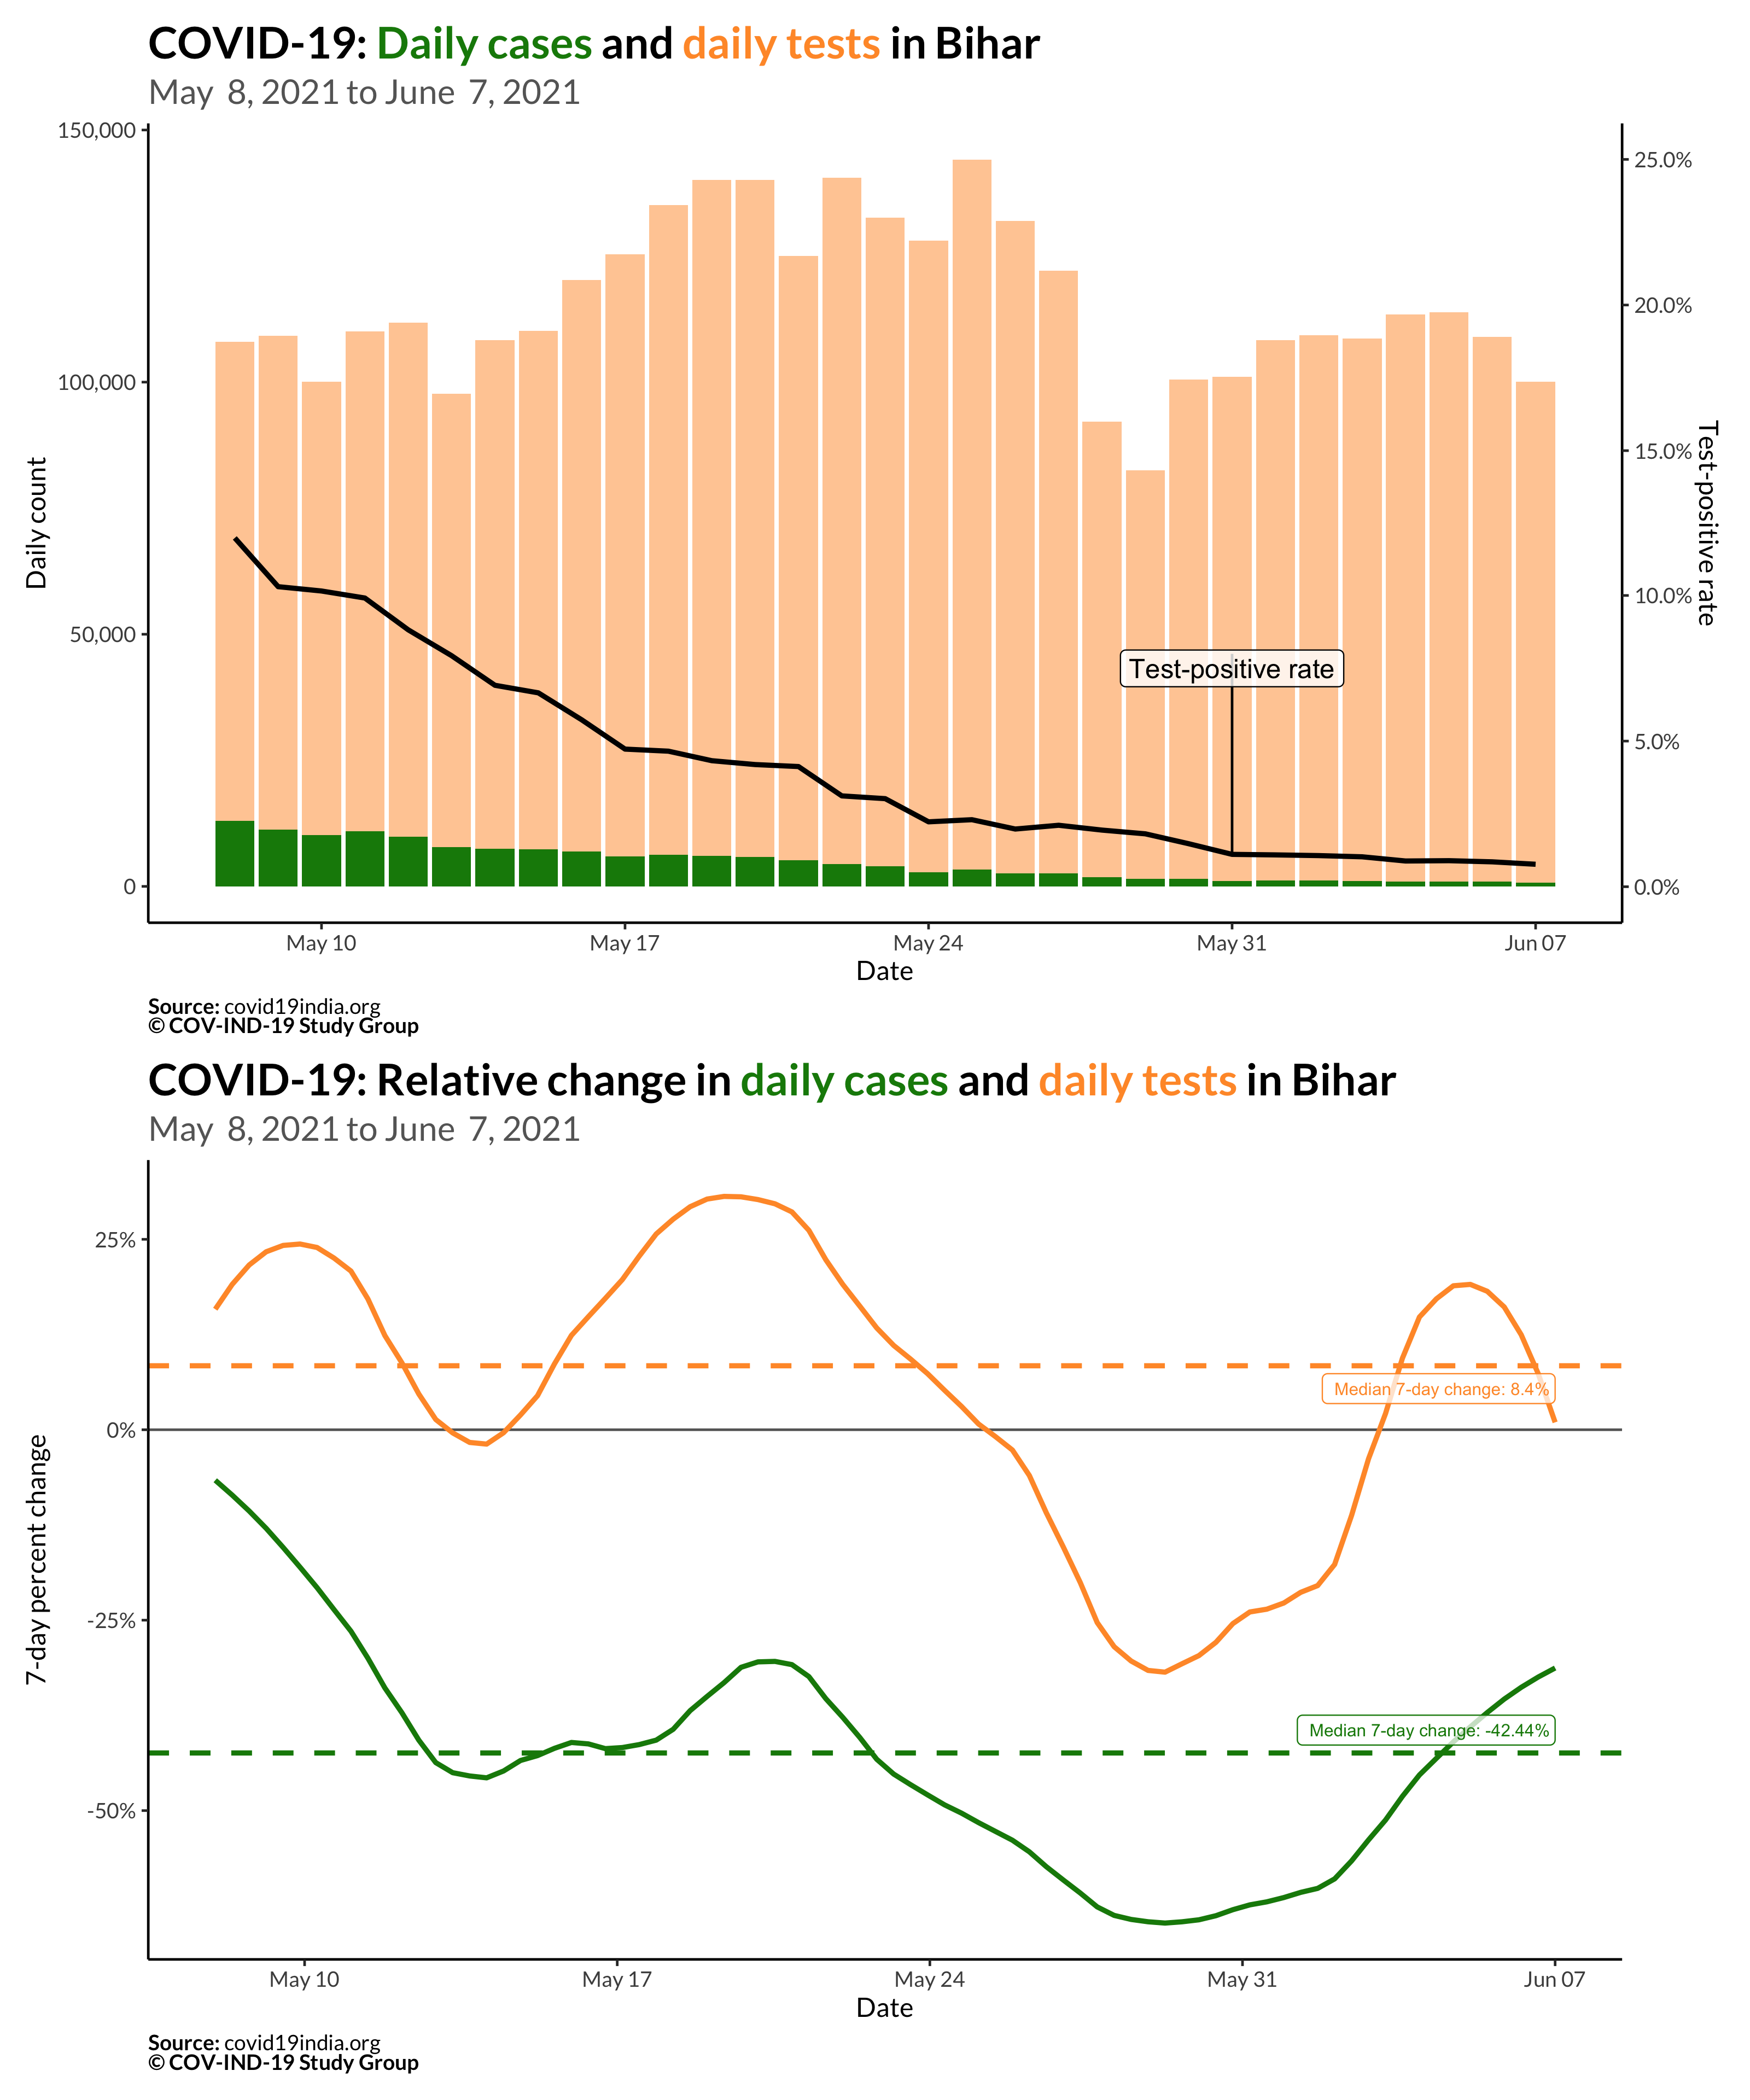 COVID-19: Daily cases and daily tests in Bihar
May  8, 2021 to June  7, 2021
150,000
100,000
50,000
0
Daily count
25.0%
20.0%
15.0%
10.0%
5.0%
0.0%
Test-positive rate
Test-positive rate
May 10
May 17
May 24
May 31
Jun 07
Date
Source: covid19india.org
© COV-IND-19 Study Group
COVID-19: Relative change in daily cases and daily tests in Bihar
May  8, 2021 to June  7, 2021
25%
0%
-25%
-50%
7-day percent change
Median 7-day change: 8.4%
Median 7-day change: -42.44%
May 10
May 17
May 24
May 31
Jun 07
Date
Source: covid19india.org
© COV-IND-19 Study Group